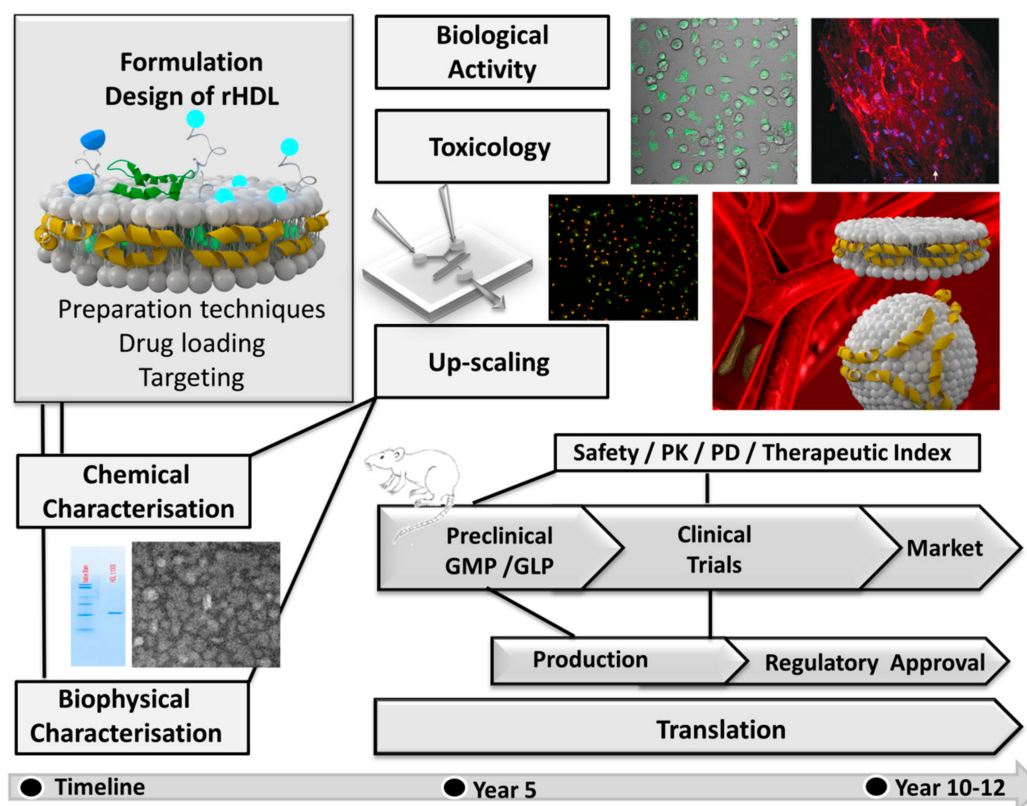 Formulation
Design of rHDL
Preparation techniques
Drug loading
Targeting
Biological
Activity
Toxicology
Up-scaling
Chemical
Characterisation
Biophysical
Characterisation
Safety / PK / PD / Therapeutic Index
Preclinical
GMP /GLP
Clinical
Trials
Market
Production
Regulatory Approval
Translation
Timeline
Year 5
Year 10-12